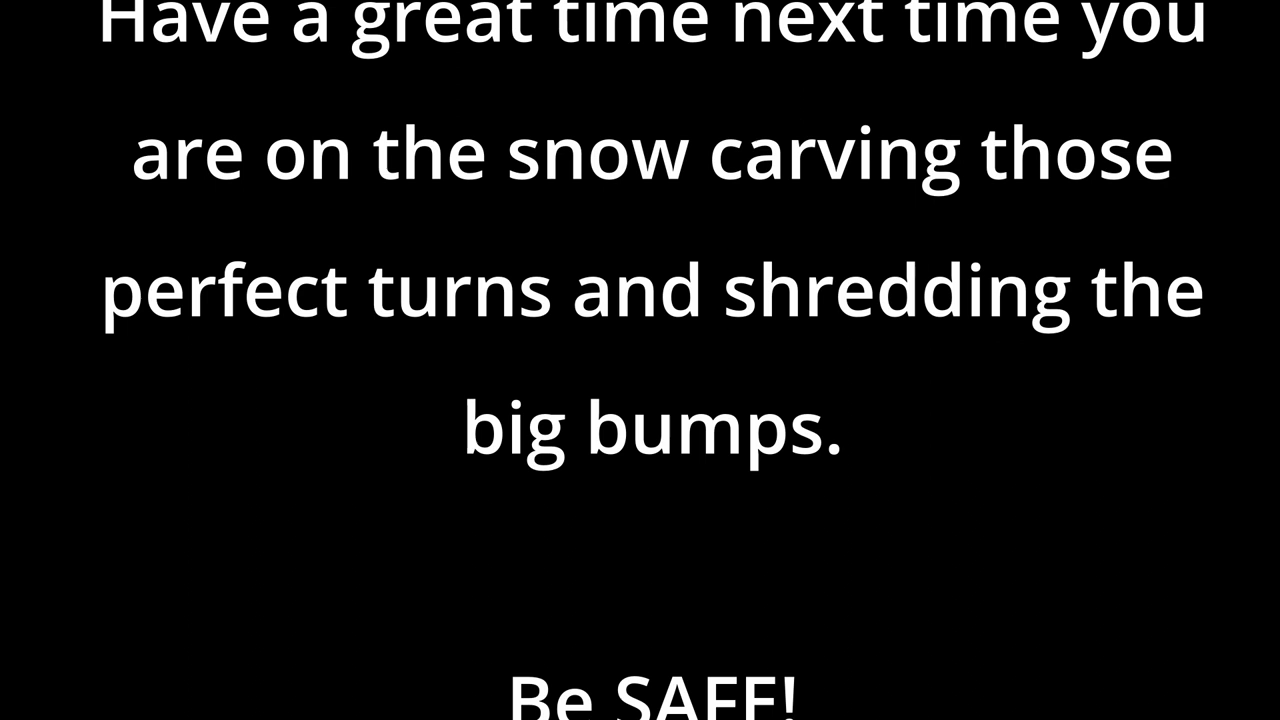 Have a great time next time you
are on the snow carving those
perfect turns and shredding the
big bumps.
Be SAFE!